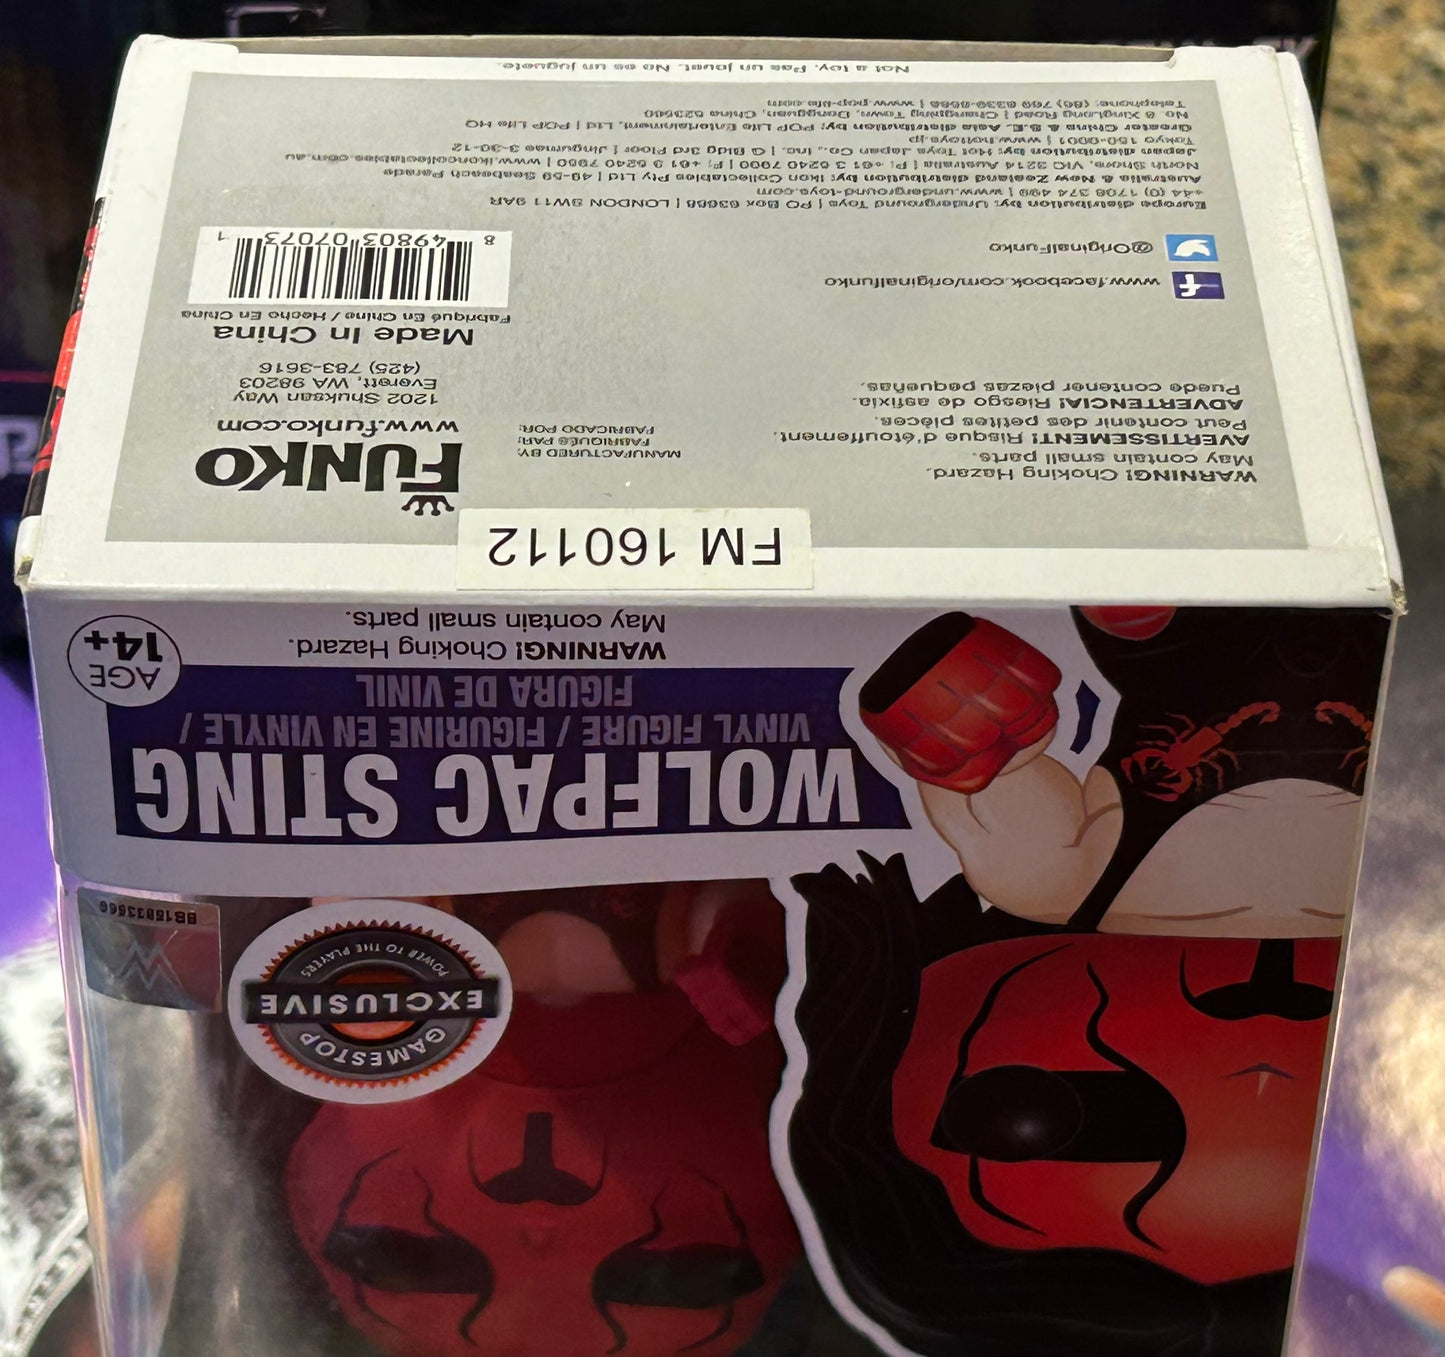 WOLFPAC STING
VINYL FIGURE / FIGURINE EN VINYLE /
FIGURA DE VINIL
WARNING! Choking Hazard.
May contain small parts.
AGE
14+
GAMESTOP
EXCLUSIVE
POWER TO THE PLAYERS
W
FM 160112
WARNING! Choking Hazard.
May contain small parts.
AVERTISSEMENT! Risque d'étouffement.
Peut contenir des petites pièces.
ADVERTENCIA! Riesgo de asfixia.
Puede contener piezas pequeñas.
MANUFACTURED BY:
FABRIQUÉS PAR:
FABRICADO POR:
FUNKO
www.funko.com
1202 Shuksan Way
Everett, WA 98203
(425) 783-3616
Made In China
Fabriqué En Chine / Hecho En China
8 49803 07073 1
f www.facebook.com/originalfunko
@OriginalFunko
Europe distribution by: Underground Toys | PO Box 63668 | LONDON SW11 9AR
+44 (0) 1708 374 499 | www.underground-toys.com
Australia & New Zealand distribution by: Ikon Collectables Pty Ltd | 49-59 Seabeach Parade
North Shore, VIC, Australia 3214 | P: +61 3 5240 7000 | F: +61 3 5240 7050 | www.ikoncollectables.com.au
Japan distribution by: Hot Toys Japan Co., Inc. | G Bldg 3rd Floor | Jingumae 3-30-12
Tokyo 150-0001 | www.hottoys.jp
Greater China & S.E. Asia distribution by: POP Life Entertainment, Ltd | POP Life HQ
No 8 Xinglong Road | Changning Town, Dongguan, China 523560
Telephone: (86) 769 | www.pop-life.com
Not a toy. Pas un jouet. No es un juguete.